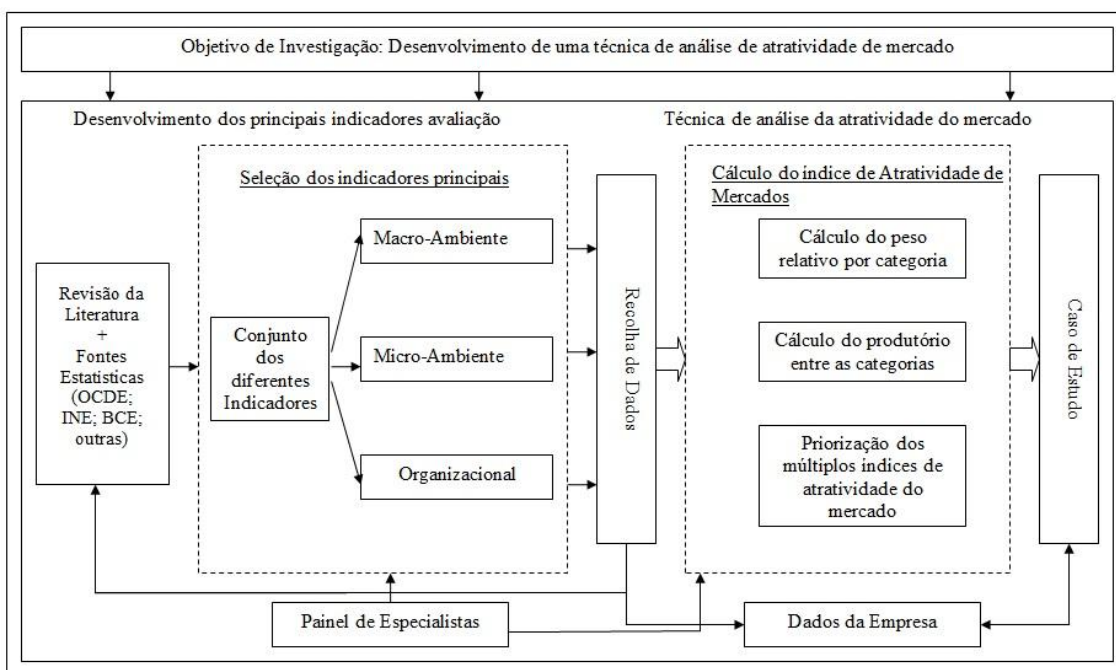 Objetivo de Investigação: Desenvolvimento de uma técnica de análise de atratividade de mercado
Desenvolvimento dos principais indicadores avaliação
Técnica de análise da atratividade do mercado
Revisão da
Literatura
+
Fontes
Estatisticas
(OCDE;
INE; BCE;
outras)
Seleção dos indicadores principais
Conjunto
dos
diferentes
Indicadores
Macro-Ambiente
Micro-Ambiente
Organizacional
Recolha de Dados
Cálculo do índice de Atratividade de
Mercados
Cálculo do peso
relativo por categoria
Cálculo do produtório
entre as categorias
Priorização dos
múltiplos índices de
atratividade do
mercado
Caso de Estudo
Painel de Especialistas
Dados da Empresa